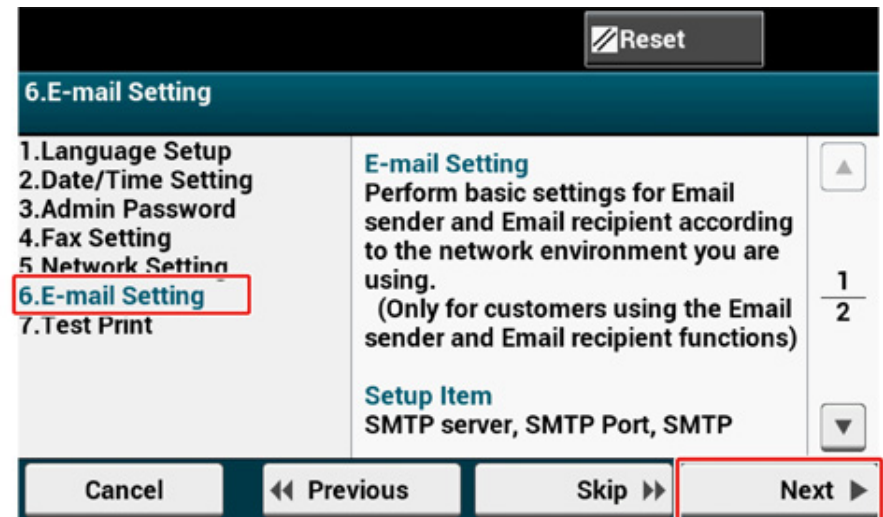 Reset
6.E-mail Setting
1.Language Setup
2.Date/Time Setting
3.Admin Password
4.Fax Setting
5.Network Setting
6.E-mail Setting
7.Test Print
E-mail Setting
Perform basic settings for Email
sender and Email recipient according
to the network environment you are
using.
(Only for customers using the Email
sender and Email recipient functions)
Setup Item
SMTP server, SMTP Port, SMTP
1
2
Cancel
Previous
Skip
Next